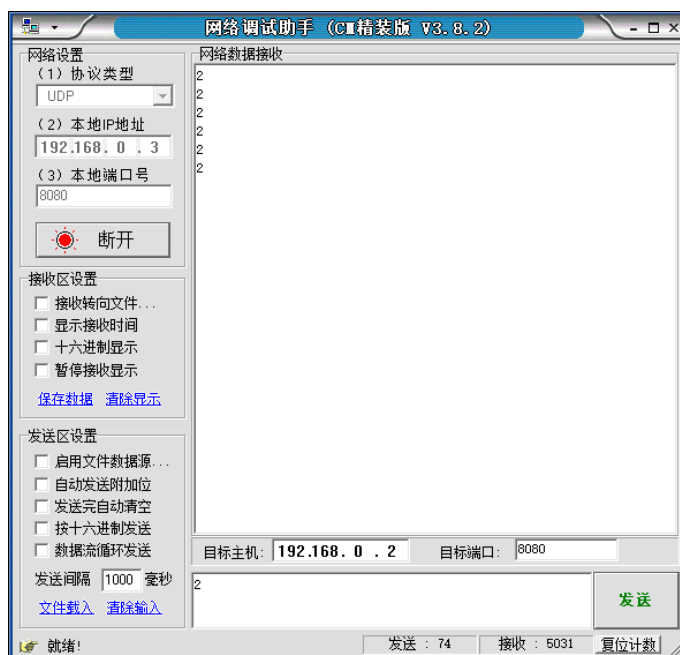 网络调试助手 (CⅢ精装版 V3.8.2)
网络设置
(1) 协议类型
UDP
(2) 本地IP地址
192.168. 0 . 3
(3) 本地端口号
8080
断开
接收区设置
接收转向文件...
显示接收时间
十六进制显示
暂停接收显示
保存数据 清除显示
发送区设置
启用文件数据源...
自动发送附加位
发送完自动清空
按十六进制发送
数据流循环发送
发送间隔 1000 毫秒
文件载入 清除输入
网络数据接收
2
2
2
2
2
2
目标主机: 192.168. 0 . 2 目标端口: 8080
2
发送
就绪! 发送 : 74 接收 : 5031 复位计数